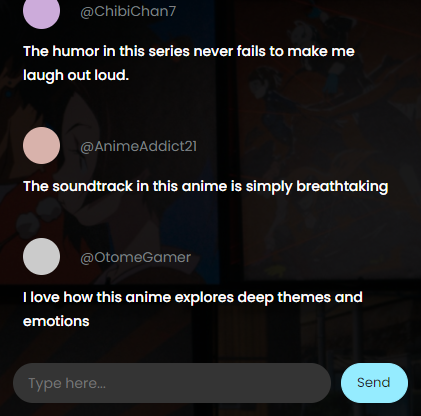 @ChibiChan7
The humor in this series never fails to make me
laugh out loud.
@AnimeAddict21
The soundtrack in this anime is simply breathtaking
@OtomeGamer
I love how this anime explores deep themes and
emotions
Type here...
Send